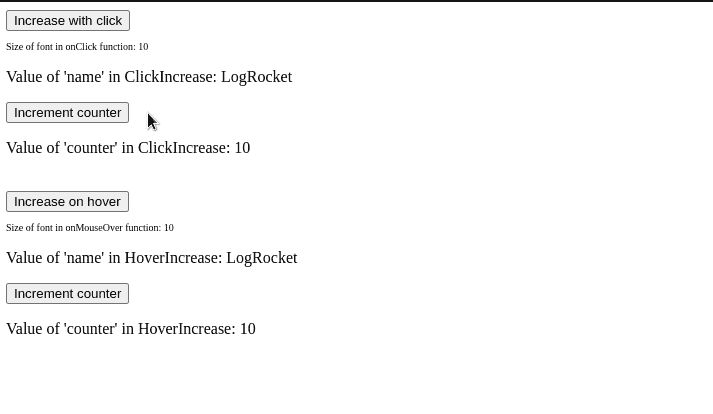 Increase with click
Size of font in onClick function: 10
Value of 'name' in ClickIncrease: LogRocket
Increment counter
Value of 'counter' in ClickIncrease: 10
Increase on hover
Size of font in onMouseOver function: 10
Value of 'name' in HoverIncrease: LogRocket
Increment counter
Value of 'counter' in HoverIncrease: 10